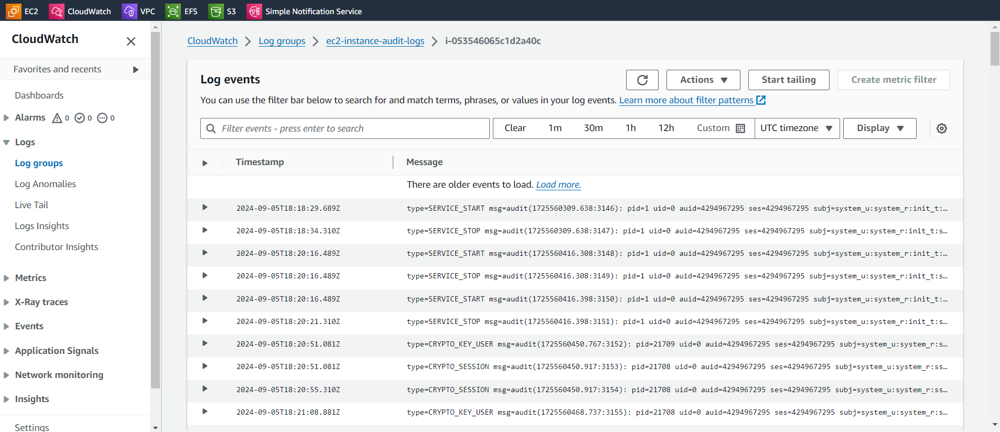 EC2 CloudWatch VPC EFS S3 Simple Notification Service
CloudWatch
Favorites and recents
Dashboards
Alarms 0 0 0
Logs
Log groups
Log Anomalies
Live Tail
Logs Insights
Contributor Insights
Metrics
X-Ray traces
Events
Application Signals
Network monitoring
Insights
Settings
CloudWatch Log groups ec2-instance-audit-logs i-053546065c1d2a40c
Log events
Actions Start tailing Create metric filter
You can use the filter bar below to search for and match terms, phrases, or values in your log events. Learn more about filter patterns
Filter events - press enter to search Clear 1m 30m 1h 12h Custom UTC timezone Display
Timestamp Message
There are older events to load. Load more.
2024-09-05T18:18:29.689Z type=SERVICE_START msg=audit(1725560309.638:3146): pid=1 uid=0 auid=4294967295 ses=4294967295 subj=system_u:system_r:init_t:…
2024-09-05T18:18:34.310Z type=SERVICE_STOP msg=audit(1725560309.638:3147): pid=1 uid=0 auid=4294967295 ses=4294967295 subj=system_u:system_r:init_t:s…
2024-09-05T18:20:16.489Z type=SERVICE_START msg=audit(1725560416.308:3148): pid=1 uid=0 auid=4294967295 ses=4294967295 subj=system_u:system_r:init_t:…
2024-09-05T18:20:16.489Z type=SERVICE_STOP msg=audit(1725560416.308:3149): pid=1 uid=0 auid=4294967295 ses=4294967295 subj=system_u:system_r:init_t:s…
2024-09-05T18:20:16.489Z type=SERVICE_START msg=audit(1725560416.398:3150): pid=1 uid=0 auid=4294967295 ses=4294967295 subj=system_u:system_r:init_t:…
2024-09-05T18:20:21.310Z type=SERVICE_STOP msg=audit(1725560416.398:3151): pid=1 uid=0 auid=4294967295 ses=4294967295 subj=system_u:system_r:init_t:s…
2024-09-05T18:20:51.081Z type=CRYPTO_KEY_USER msg=audit(1725560450.767:3152): pid=21709 uid=0 auid=4294967295 ses=4294967295 subj=system_u:system_r:s…
2024-09-05T18:20:51.081Z type=CRYPTO_SESSION msg=audit(1725560450.917:3153): pid=21708 uid=0 auid=4294967295 ses=4294967295 subj=system_u:system_r:ss…
2024-09-05T18:20:55.310Z type=CRYPTO_SESSION msg=audit(1725560450.917:3154): pid=21708 uid=0 auid=4294967295 ses=4294967295 subj=system_u:system_r:ss…
2024-09-05T18:21:08.881Z type=CRYPTO_KEY_USER msg=audit(1725560468.737:3155): pid=21708 uid=0 auid=4294967295 ses=4294967295 subj=system_u:system_r:s…